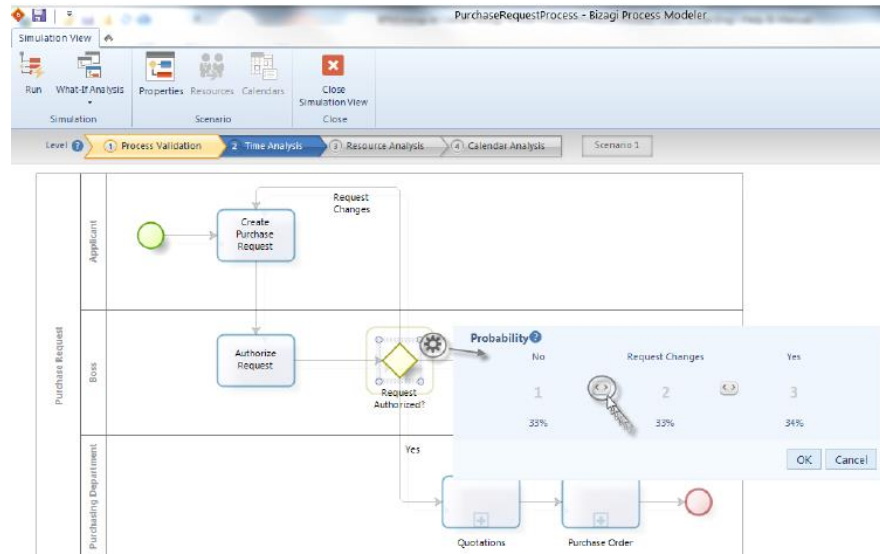 PurchaseRequestProcess - Bizagi Process Modeler
Simulation View
Run
What-If Analysis
Properties
Resources
Calendars
Close
Simulation View
Simulation
Scenario
Close
Level
1 Process Validation
2 Time Analysis
3 Resource Analysis
4 Calendar Analysis
Scenario 1
Purchase Request
Applicant
Create
Purchase
Request
Request
Changes
Boss
Authorize
Request
Request
Authorized?
Probability
No
Request Changes
Yes
1
2
3
33%
33%
34%
OK
Cancel
Purchasing Department
Yes
Quotations
Purchase Order